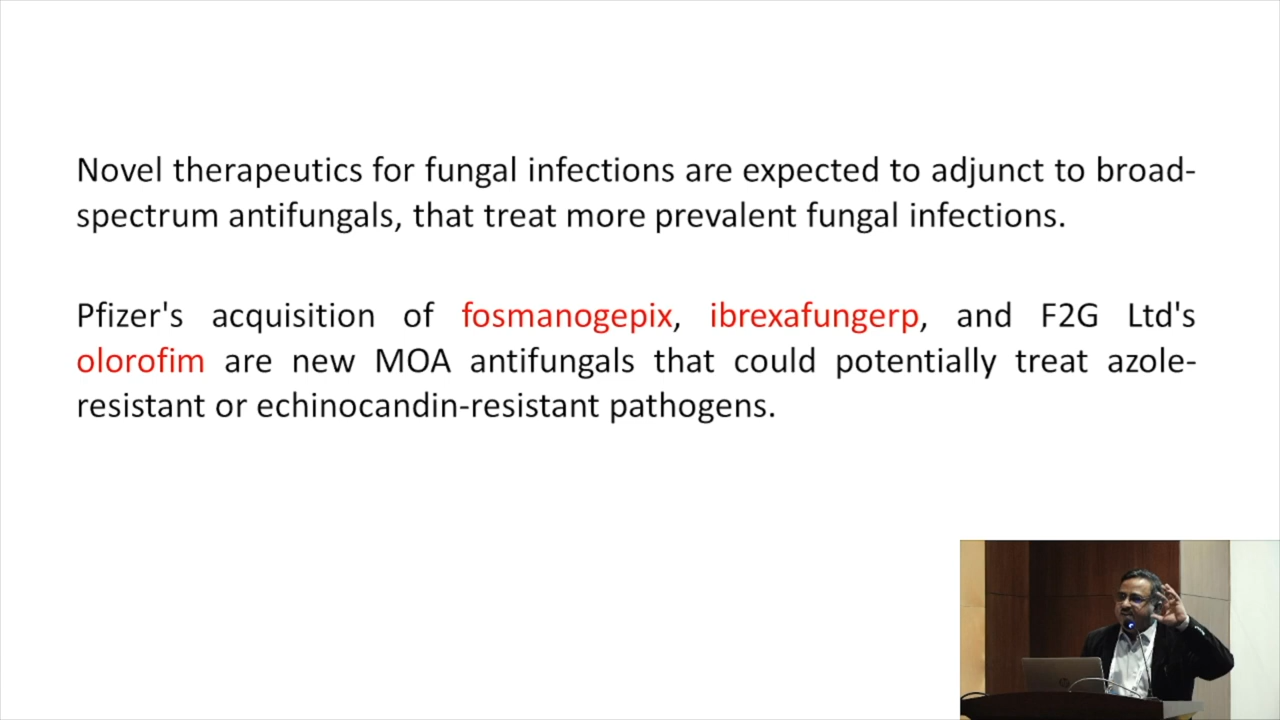 Novel therapeutics for fungal infections are expected to adjunct to broad-
spectrum antifungals, that treat more prevalent fungal infections.
Pfizer's acquisition of fosmanogepix, ibrexafungerp, and F2G Ltd's
olorofim are new MOA antifungals that could potentially treat azole-
resistant or echinocandin-resistant pathogens.